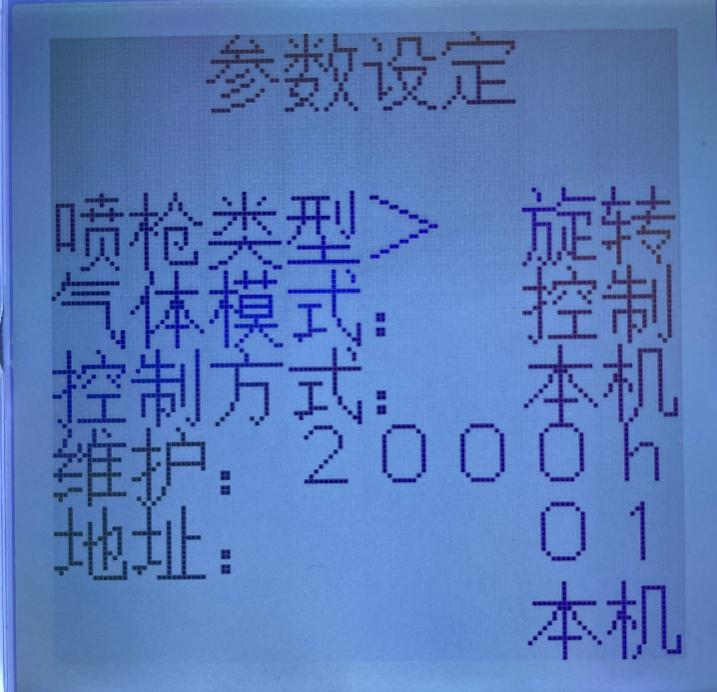 参数设定
喷枪类型> 旋转
气体模式: 控制
控制方式: 本机
维护: 2000h
地址: 01
本机